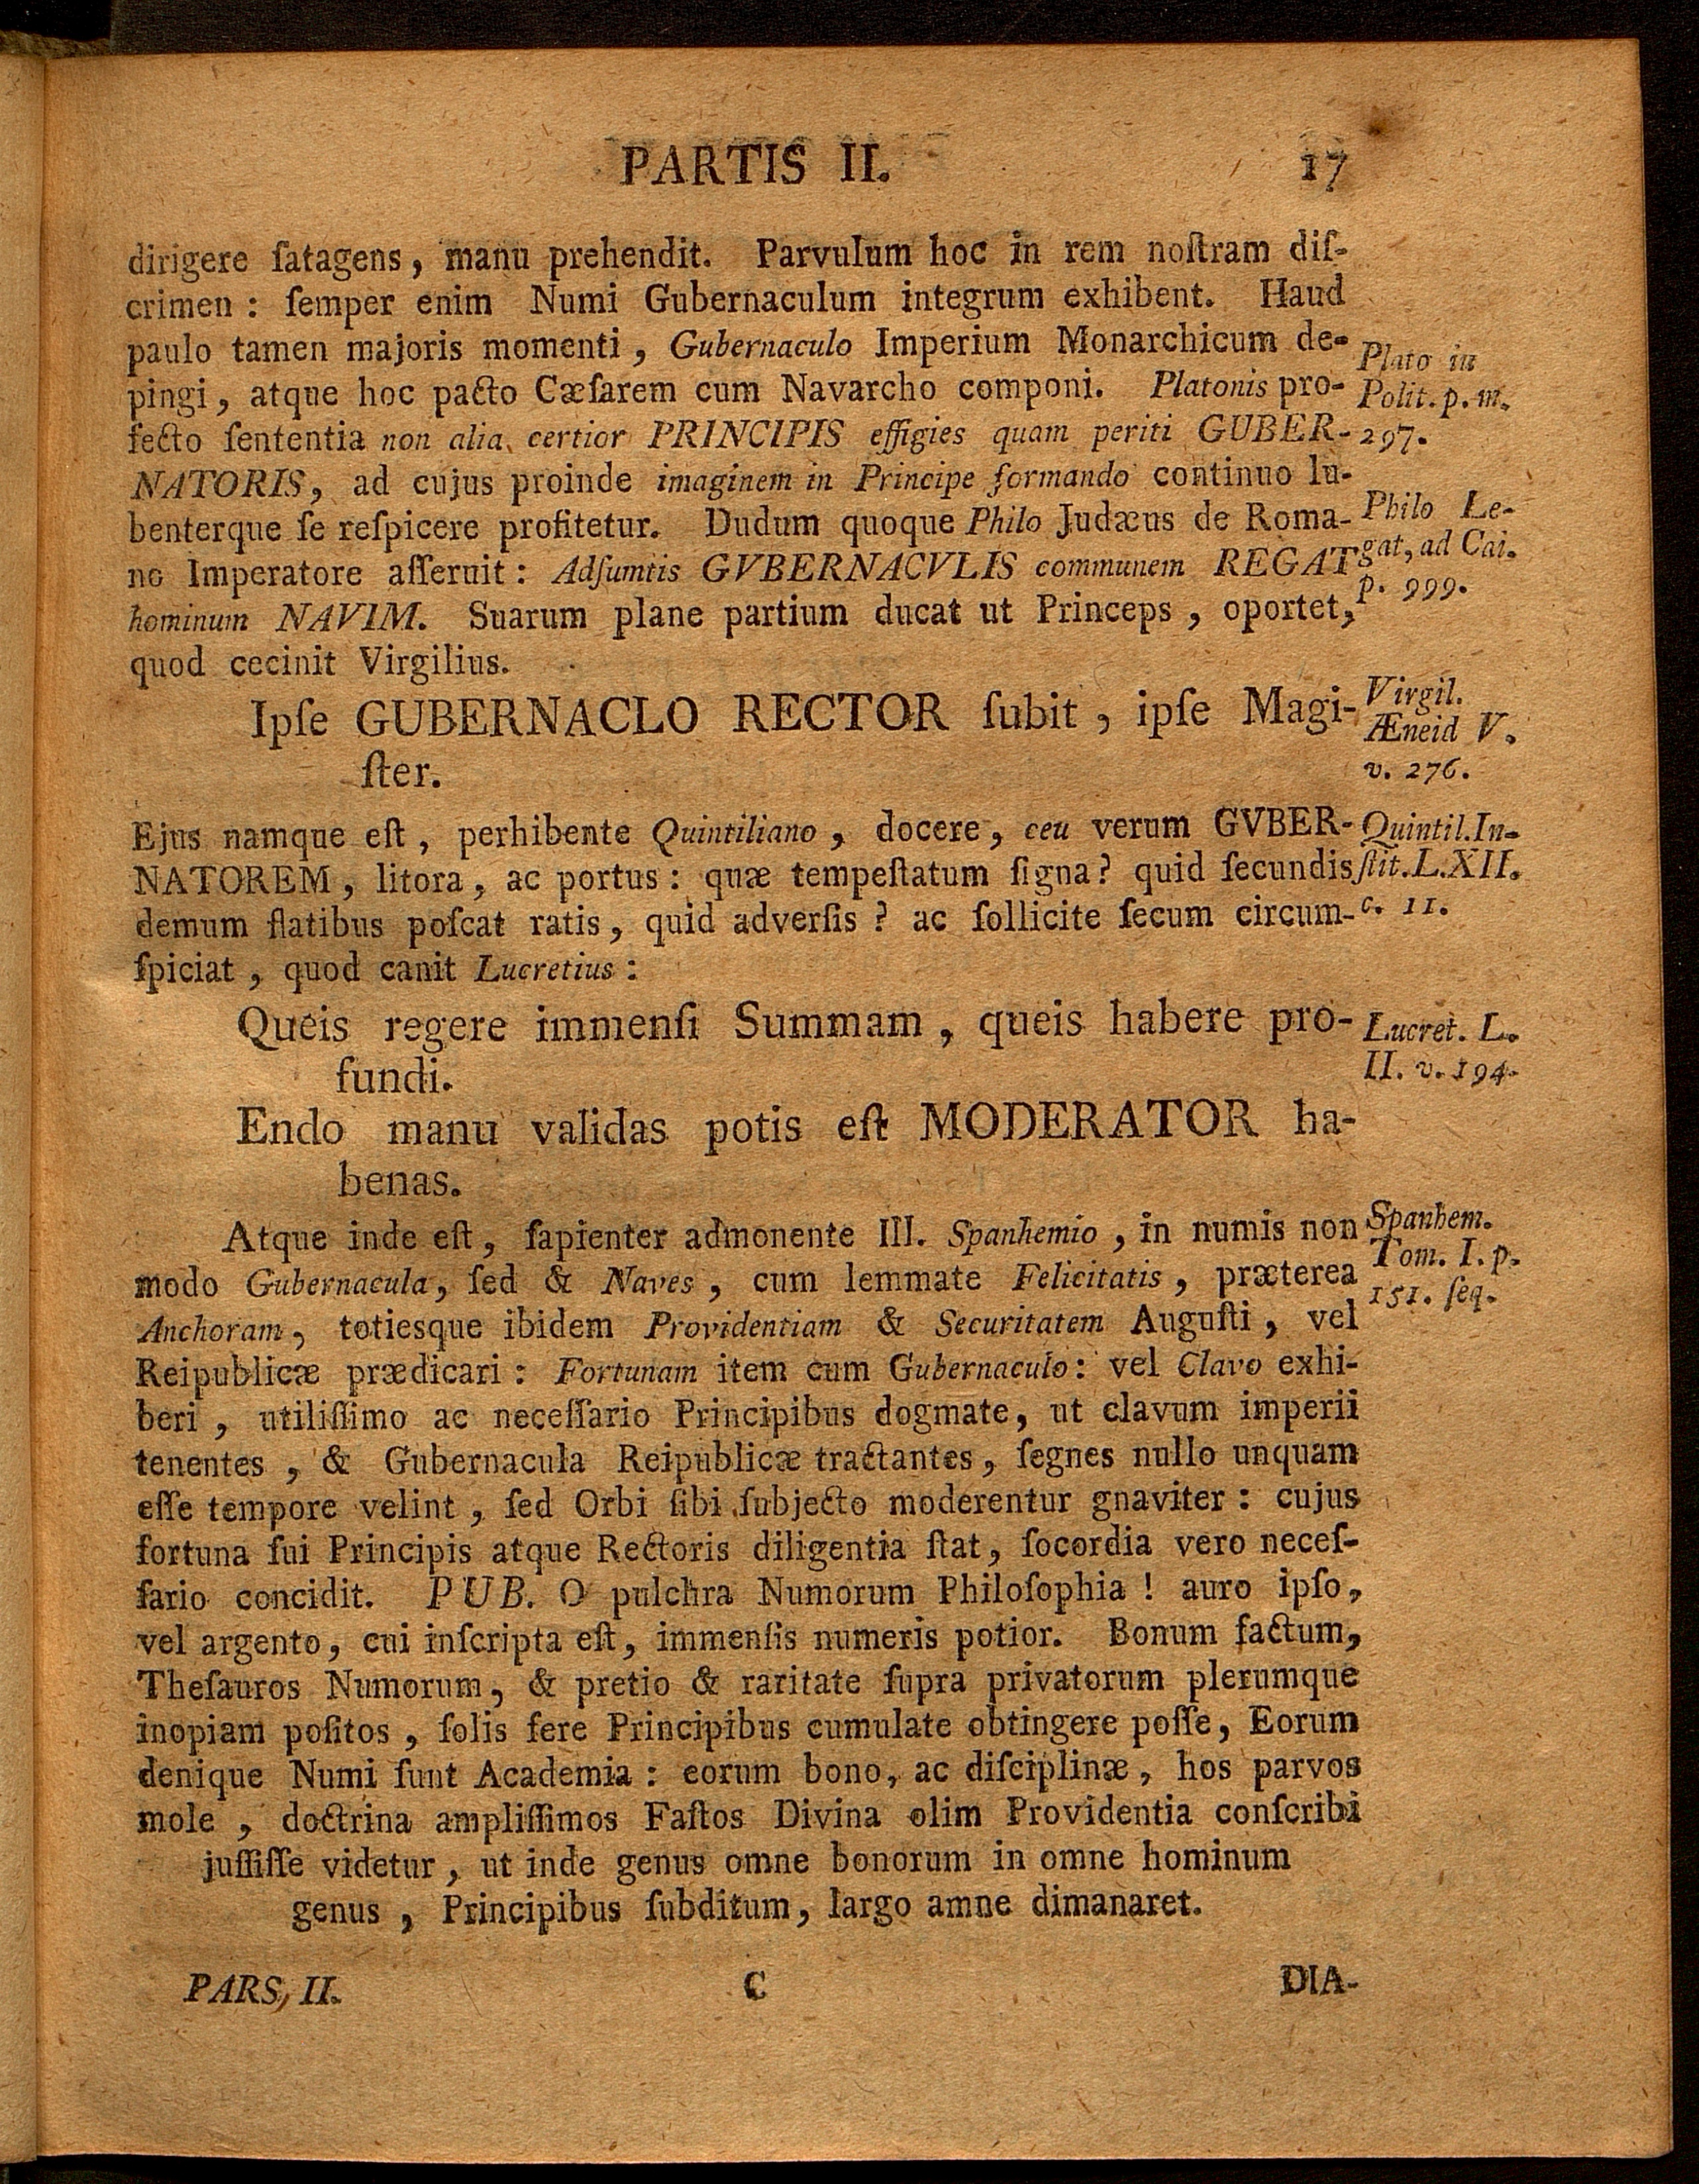 PARTIS II. 17
dirigere ſatagens, manu prehendit. Parvulum hoc in rem noſtram diſ-
crimen : ſemper enim Numi Gubernaculum integrum exhibent. Haud
paulo tamen majoris momenti, Gubernaculo Imperium Monarchicum de-
pingi, atque hoc pacto Cæſarem cum Navarcho componi. Platonis pro-
fecto ſententia non alia certior PRINCIPIS effigies quam periti GUBER-
NATORIS, ad cujus proinde imaginem in Principe formando continuo lu-
benterque ſe reſpicere profitetur. Dudum quoque Philo Judæus de Roma-
no Imperatore aſſeruit : Adſumtis GVBERNACVLIS communem REGAT
hominum NAVIM. Suarum plane partium ducat ut Princeps, oportet,
quod cecinit Virgilius.
Plato in
Polit. p. m.
297.
Philo Le-
gat, ad Cai.
p. 999.
Ipſe GUBERNACLO RECTOR ſubit, ipſe Magi-
ſter.
Virgil.
Æneid V.
v. 276.
Ejus namque eſt, perhibente Quintiliano, docere, ceu verum GVBER-
NATOREM, litora, ac portus : quæ tempeſtatum ſigna? quid ſecundis
demum flatibus poſcat ratis, quid adverſis ? ac ſollicite ſecum circum-
ſpiciat, quod canit Lucretius :
Quintil. In-
ſtit. L. XII.
c. 11.
Queis regere immenſi Summam, queis habere pro-
fundi.
Endo manu validas potis eſt MODERATOR ha-
benas.
Lucret. L.
II. v. 194.
Atque inde eſt, ſapienter admonente Ill. Spanhemio, in numis non
modo Gubernacula, ſed & Naves, cum lemmate Felicitatis, præterea
Anchoram, totiesque ibidem Providentiam & Securitatem Auguſti, vel
Reipublicæ prædicari : Fortunam item cum Gubernaculo : vel Clavo exhi-
beri, utiliſſimo ac neceſſario Principibus dogmate, ut clavum imperii
tenentes, & Gubernacula Reipublicæ tractantes, ſegnes nullo unquam
eſſe tempore velint, ſed Orbi ſibi ſubjecto moderentur gnaviter : cujus
fortuna ſui Principis atque Rectoris diligentia ſtat, ſocordia vero neceſ-
ſario concidit. PUB. O pulchra Numorum Philoſophia ! auro ipſo,
vel argento, cui inſcripta eſt, immenſis numeris potior. Bonum factum,
Theſauros Numorum, & pretio & raritate ſupra privatorum plerumque
inopiam poſitos, ſolis fere Principibus cumulate obtingere poſſe, Eorum
denique Numi ſunt Academia : eorum bono, ac diſciplinæ, hos parvos
mole, doctrina ampliſſimos Faſtos Divina olim Providentia conſcribi
juſſiſſe videtur, ut inde genus omne bonorum in omne hominum
genus, Principibus ſubditum, largo amne dimanaret.
Spanhem.
Tom. I. p.
151. ſeq.
PARS, II. C DIA-